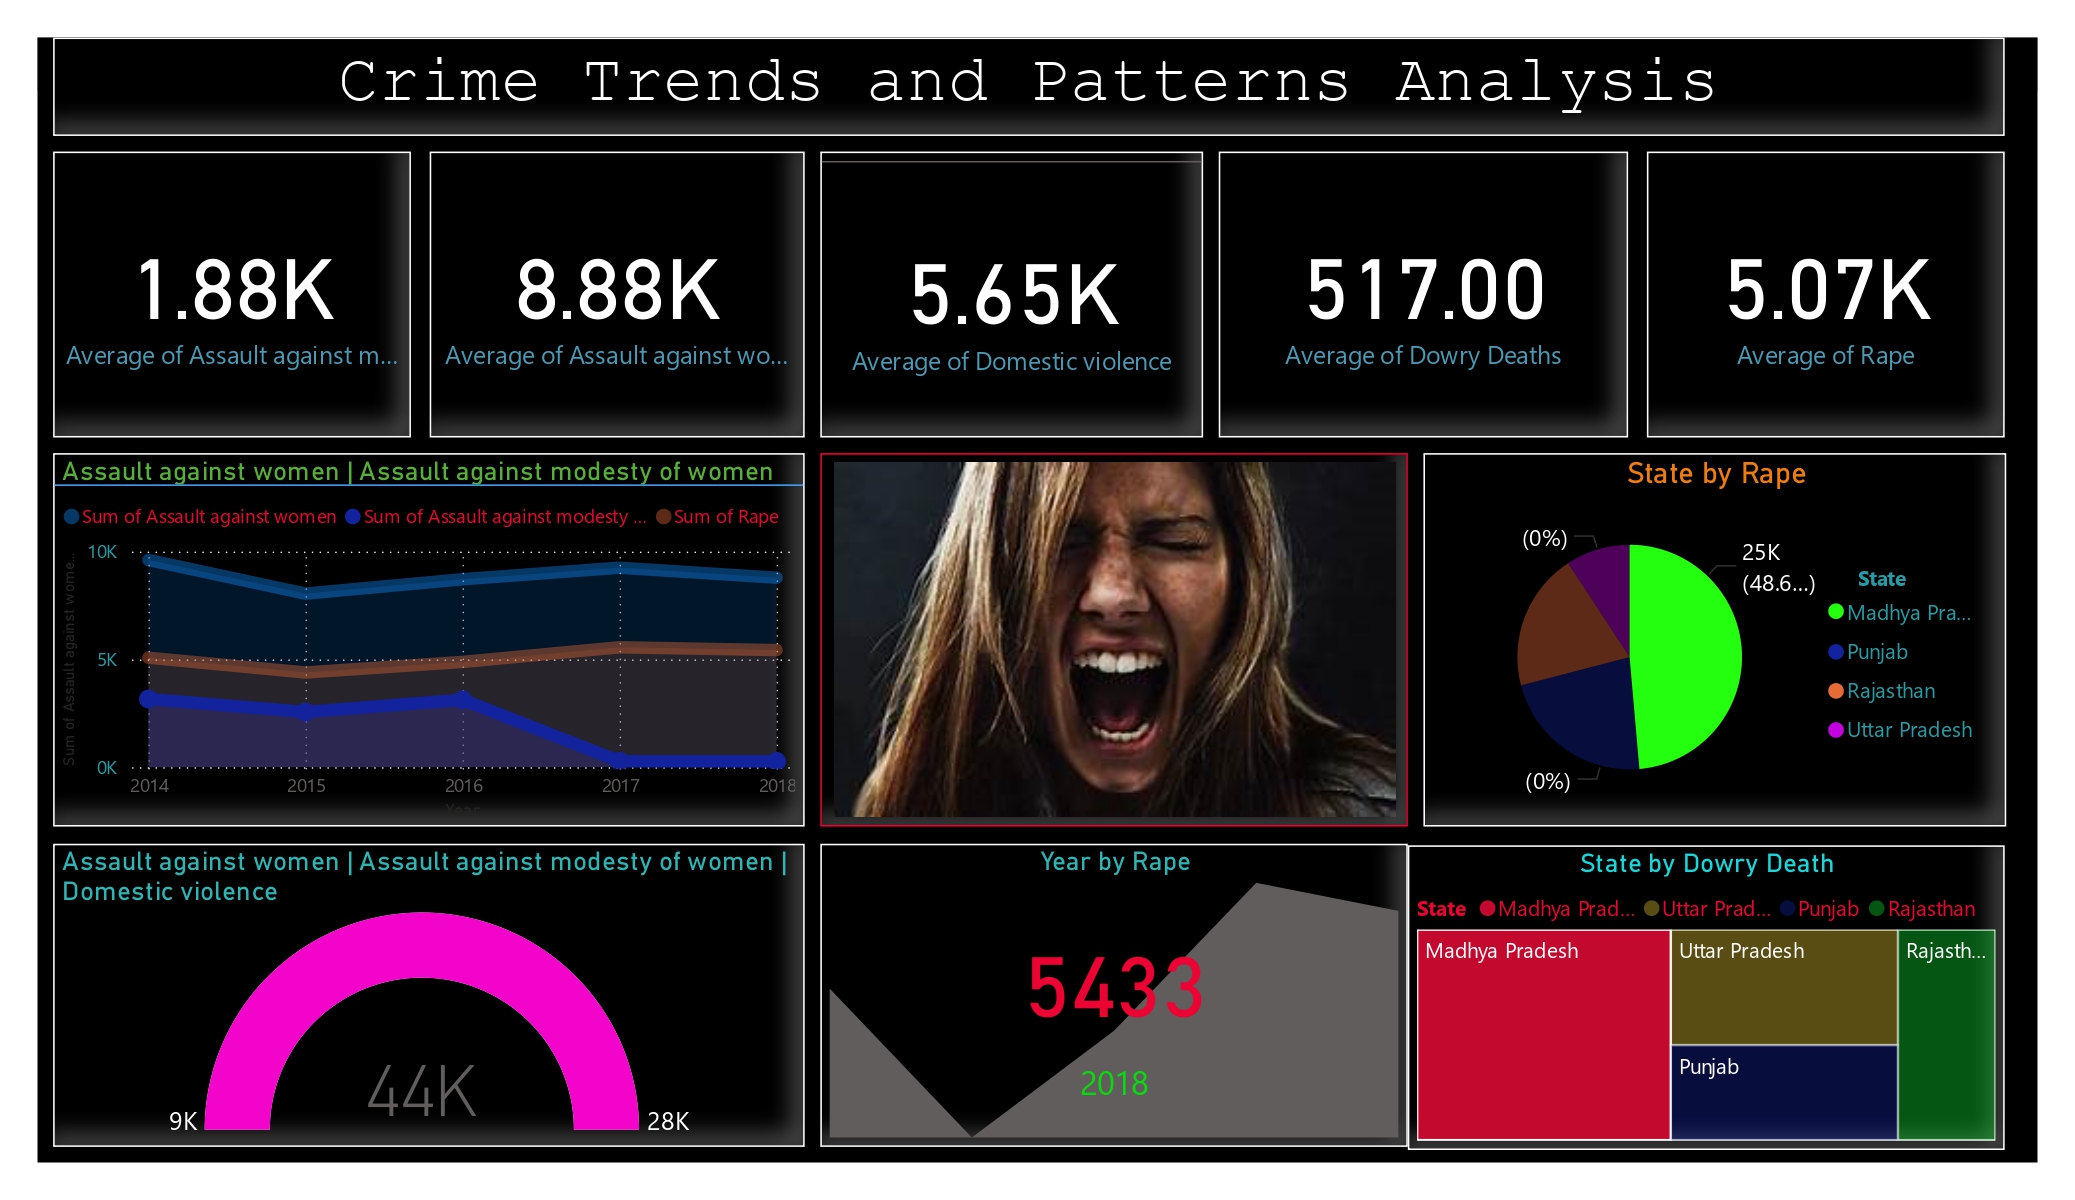 Crime Trends and Patterns Analysis
1.88K
Average of Assault against m...
8.88K
Average of Assault against wo...
5.65K
Average of Domestic violence
517.00
Average of Dowry Deaths
5.07K
Average of Rape
Assault against women | Assault against modesty of women
Sum of Assault against women Sum of Assault against modesty ... Sum of Rape
Sum of Assault against wome...
10K
5K
0K
2014 2015 2016 2017 2018
Year
State by Rape
(0%)
25K
(48.6...)
(0%)
State
Madhya Pra...
Punjab
Rajasthan
Uttar Pradesh
Assault against women | Assault against modesty of women |
Domestic violence
44K
9K 28K
Year by Rape
5433
2018
State by Dowry Death
State Madhya Prad... Uttar Prad... Punjab Rajasthan
Madhya Pradesh Uttar Pradesh Rajasth...
Punjab